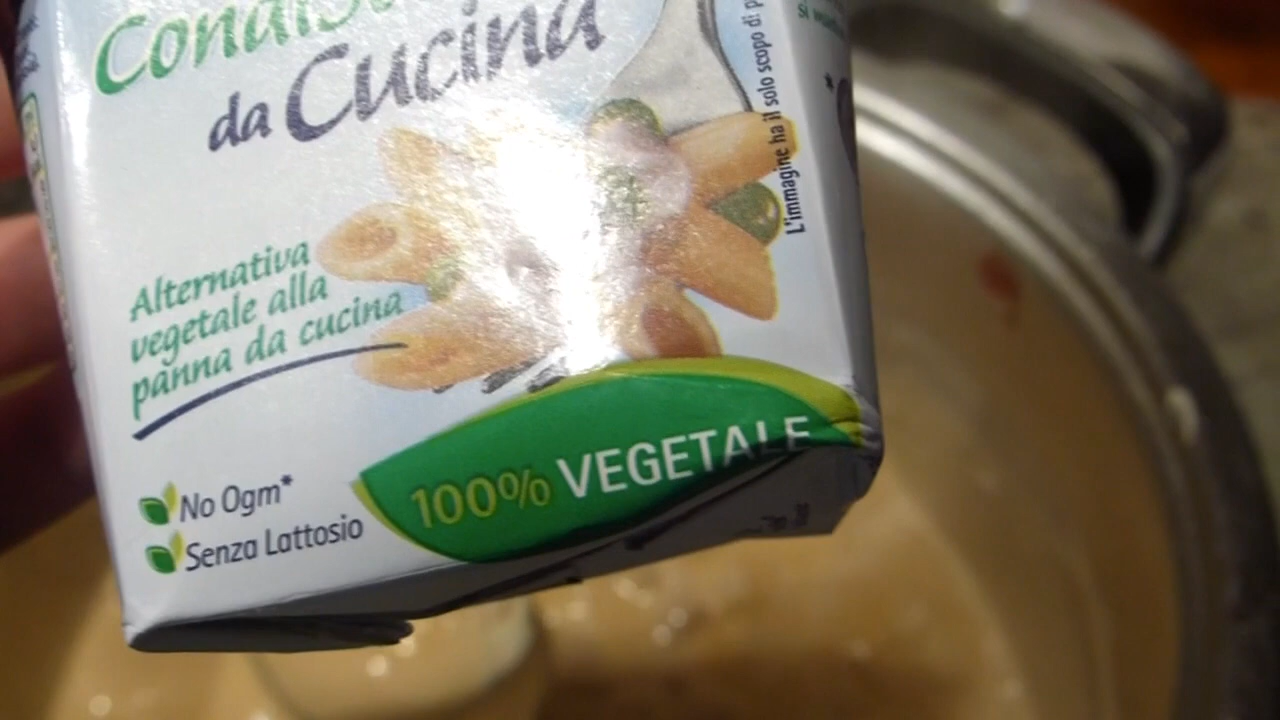 da Cucina
L'immagine ha il solo scopo di
Alternativa
vegetale alla
panna da cucina
100% VEGETALE
No Ogm*
Senza Lattosio